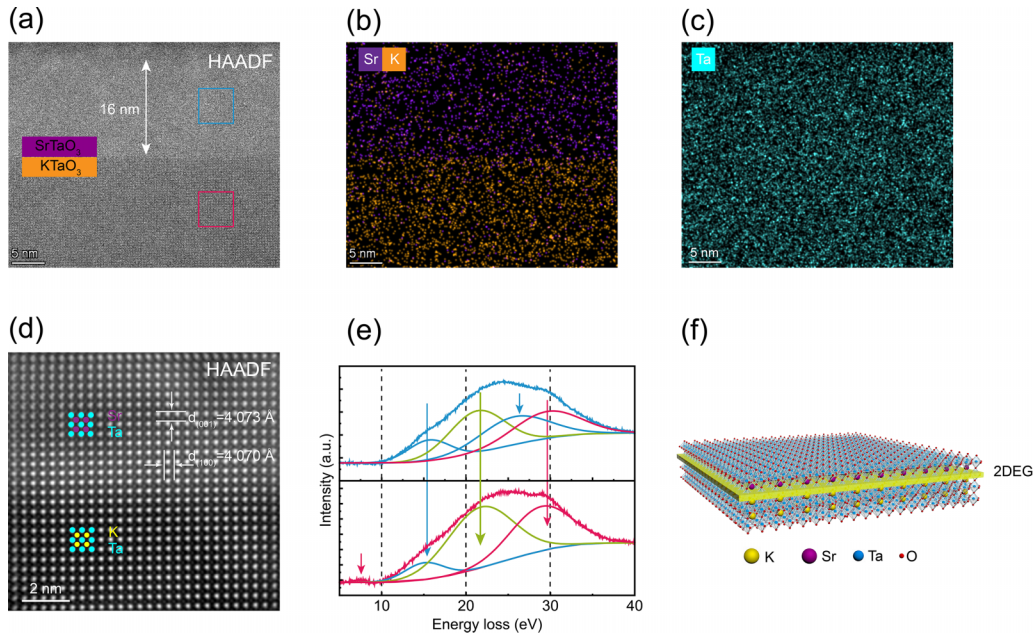 (a)
HAADF
16 nm
SrTaO3
KTaO3
5 nm
(b)
Sr K
5 nm
(c)
Ta
5 nm
(d)
HAADF
Sr
Ta
d(001)=4.073 A
d(100)=4.070 A
K
Ta
2 nm
(e)
Intensity (a.u.)
10 20 30 40
Energy loss (eV)
(f)
2DEG
K Sr Ta O